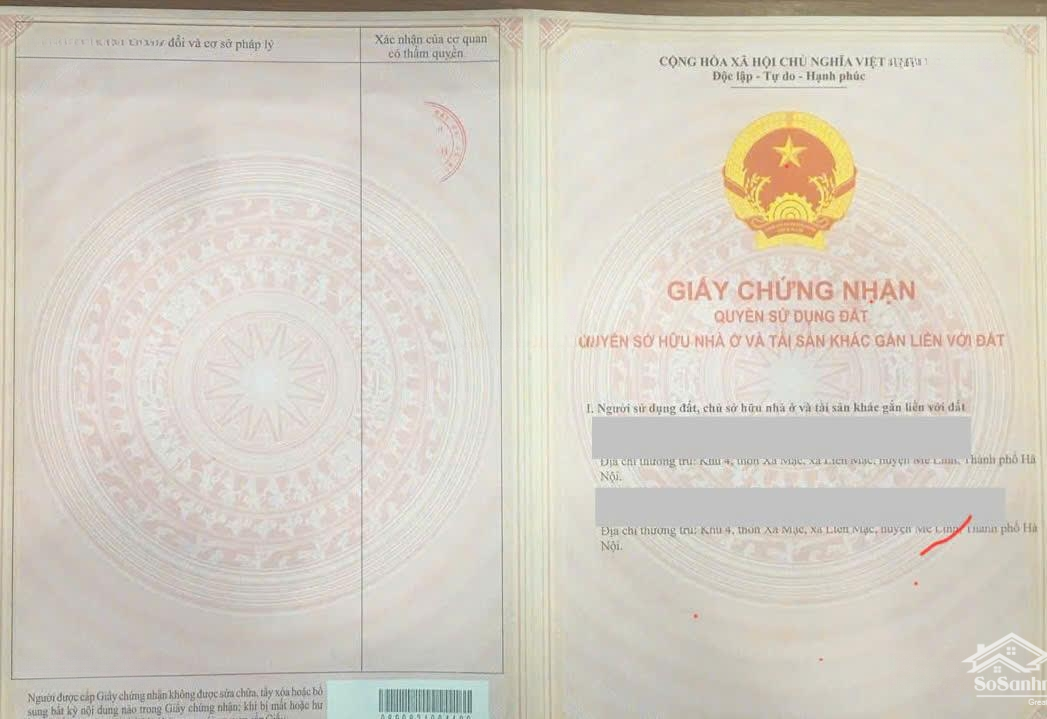 đổi và cơ sở pháp lý
Xác nhận của cơ quan
có thẩm quyền
Người được cấp Giấy chứng nhận không được sửa chữa, tẩy xóa hoặc bổ
sung bất kỳ nội dung nào trong Giấy chứng nhận; khi bị mất hoặc hư
CỘNG HÒA XÃ HỘI CHỦ NGHĨA VIỆT
Độc lập - Tự do - Hạnh phúc
GIẤY CHỨNG NHẬN
QUYỀN SỬ DỤNG ĐẤT
QUYỀN SỞ HỮU NHÀ Ở VÀ TÀI SẢN KHÁC GẮN LIỀN VỚI ĐẤT
I. Người sử dụng đất, chủ sở hữu nhà ở và tài sản khác gắn liền với đất
Địa chỉ thường trú: Khu 4, thôn Xa Mạc, xã Liên Mạc, huyện Mê Linh, Thành phố Hà
Nội.
Địa chỉ thường trú: Khu 4, thôn Xa Mạc, xã Liên Mạc, huyện Mê Linh, Thành phố Hà
Nội.